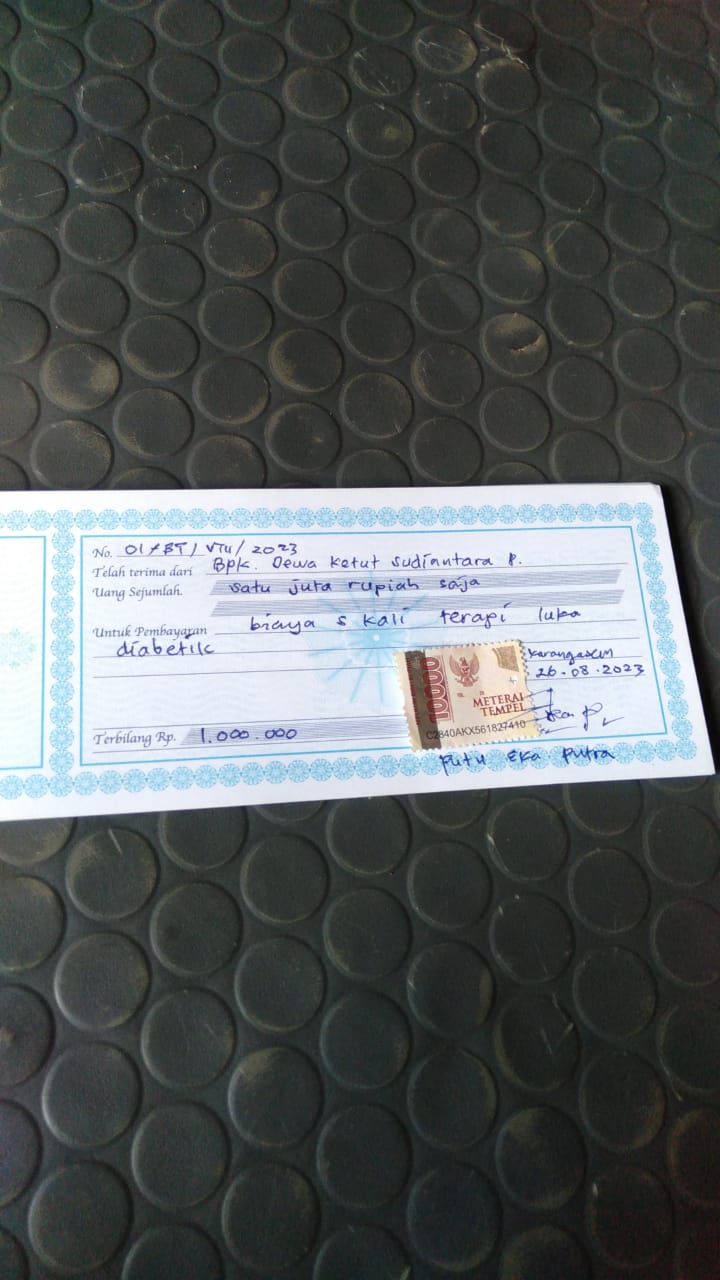 No. 01/BT/VIII/2023
Telah terima dari Bpk. Dewa Ketut Sudiantara P.
Uang Sejumlah. satu juta rupiah saja
Untuk Pembayaran biaya 5 kali terapi luka
diabetik
Karangasem
26.08.2023
10000
METERAI
TEMPEL
C2840AKX561827410
Terbilang Rp. 1.000.000
Putu Eka Putra